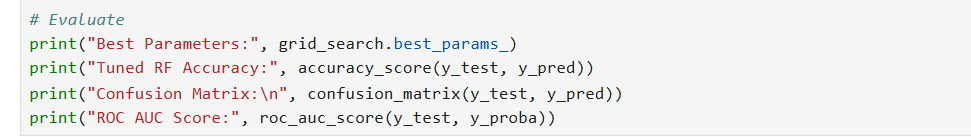 # Evaluate
print("Best Parameters:", grid_search.best_params_)
print("Tuned RF Accuracy:", accuracy_score(y_test, y_pred))
print("Confusion Matrix:\n", confusion_matrix(y_test, y_pred))
print("ROC AUC Score:", roc_auc_score(y_test, y_proba))